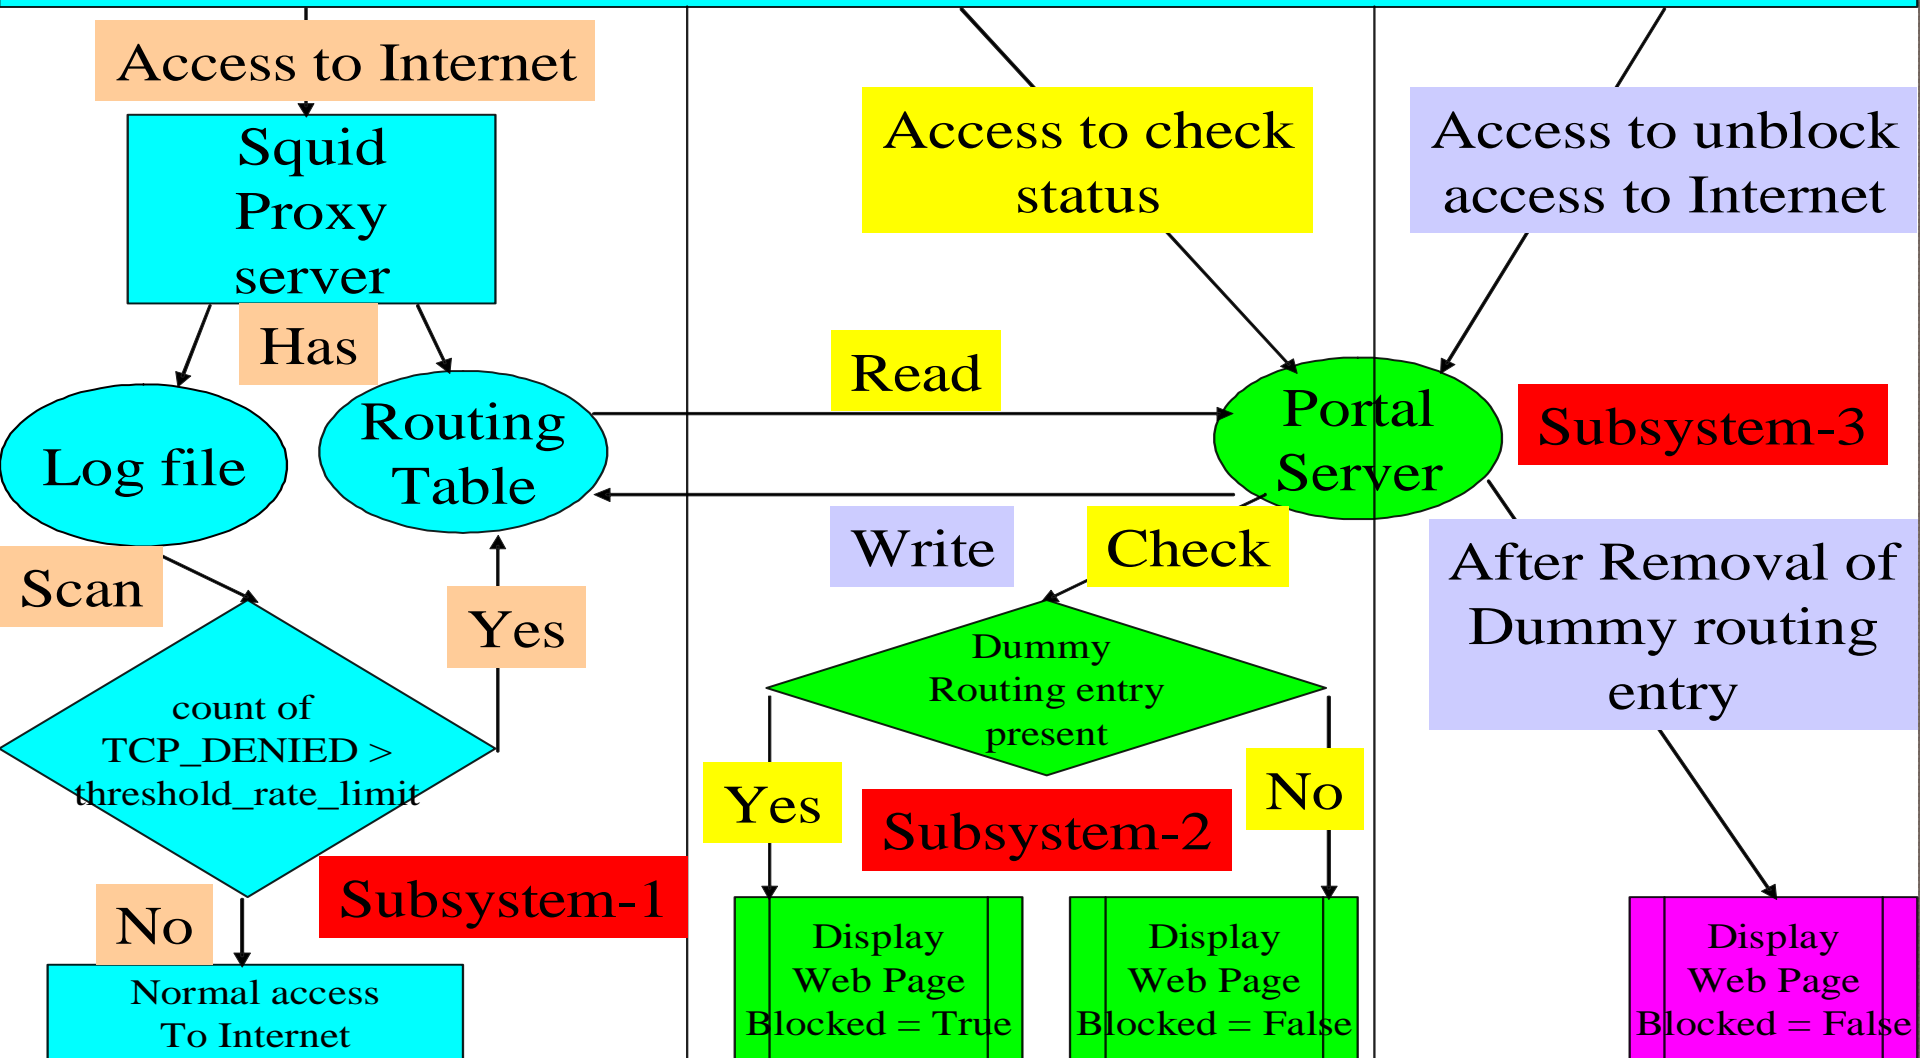 Access to Internet
Squid
Proxy
server
Has
Log file
Routing
Table
Scan
Yes
count of
TCP_DENIED >
threshold_rate_limit
Subsystem-1
No
Normal access
To Internet
Access to check
status
Read
Portal
Server
Write
Check
Dummy
Routing entry
present
Yes
No
Subsystem-2
Display
Web Page
Blocked = True
Display
Web Page
Blocked = False
Access to unblock
access to Internet
Subsystem-3
After Removal of
Dummy routing
entry
Display
Web Page
Blocked = False